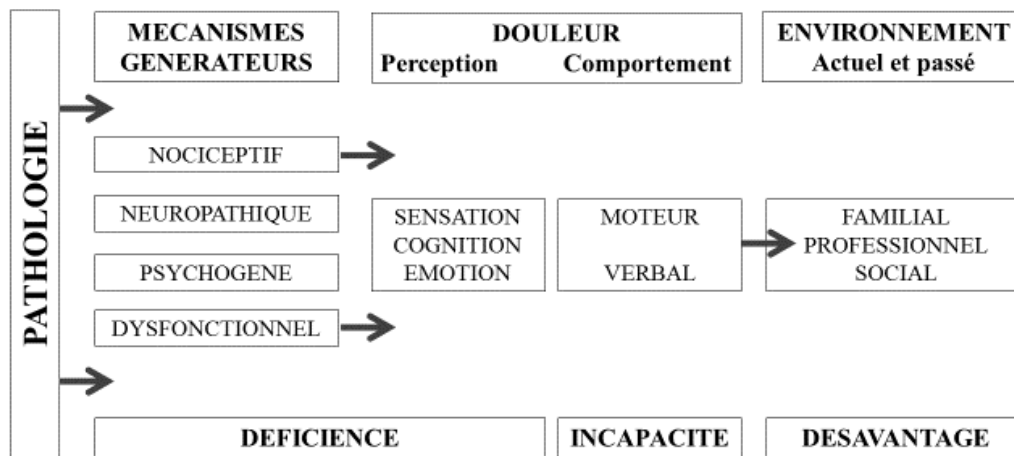 PATHOLOGIE
MECANISMES
GENERATEURS
DOULEUR
Perception Comportement
ENVIRONNEMENT
Actuel et passé
NOCICEPTIF
NEUROPATHIQUE
PSYCHOGENE
DYSFONCTIONNEL
SENSATION
COGNITION
EMOTION
MOTEUR
VERBAL
FAMILIAL
PROFESSIONNEL
SOCIAL
DEFICIENCE
INCAPACITE
DESAVANTAGE